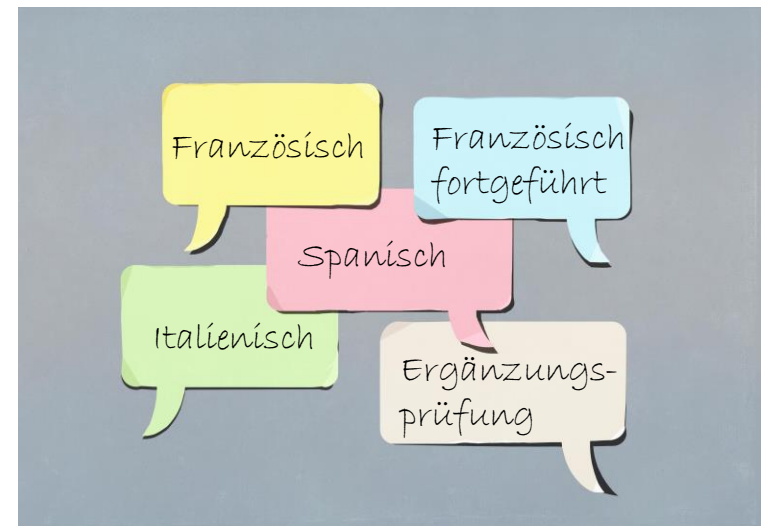 Französisch
Französisch
fortgeführt
Spanisch
Italienisch
Ergänzungs-
prüfung